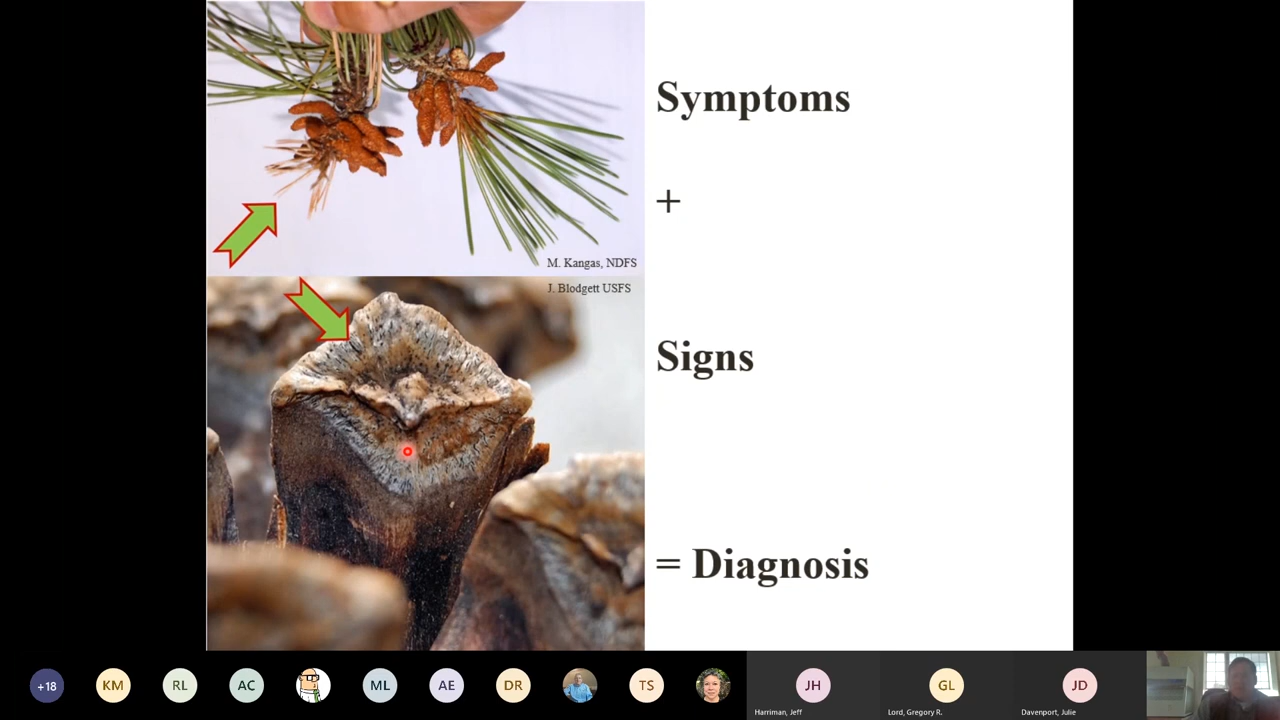 Symptoms
+
M. Kangas, NDFS
J. Blodgett USFS
Signs
= Diagnosis
+18
KM
RL
AC
ML
AE
DR
TS
JH
GL
JD
Harriman, Jeff
Lord, Gregory R.
Davenport, Julie